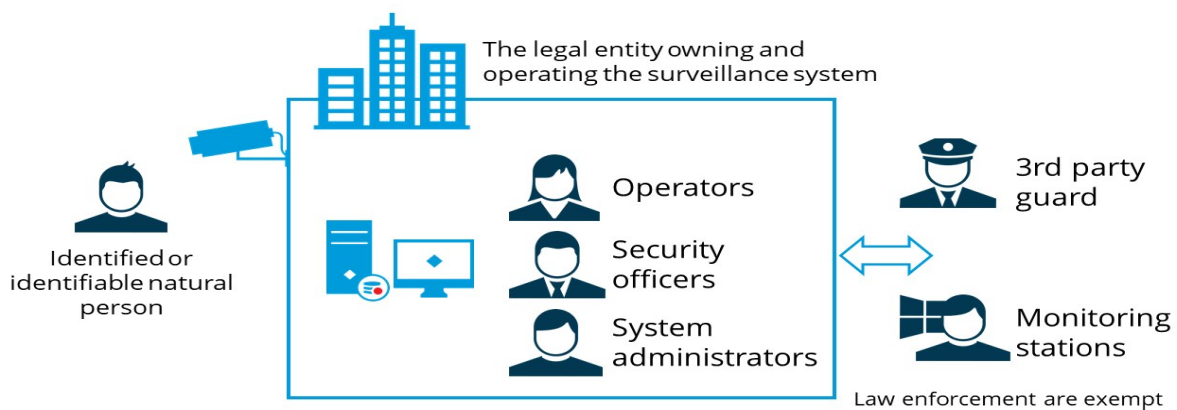 The legal entity owning and
operating the surveillance system
Identified or
identifiable natural
person
Operators
Security
officers
System
administrators
3rd party
guard
Monitoring
stations
Law enforcement are exempt